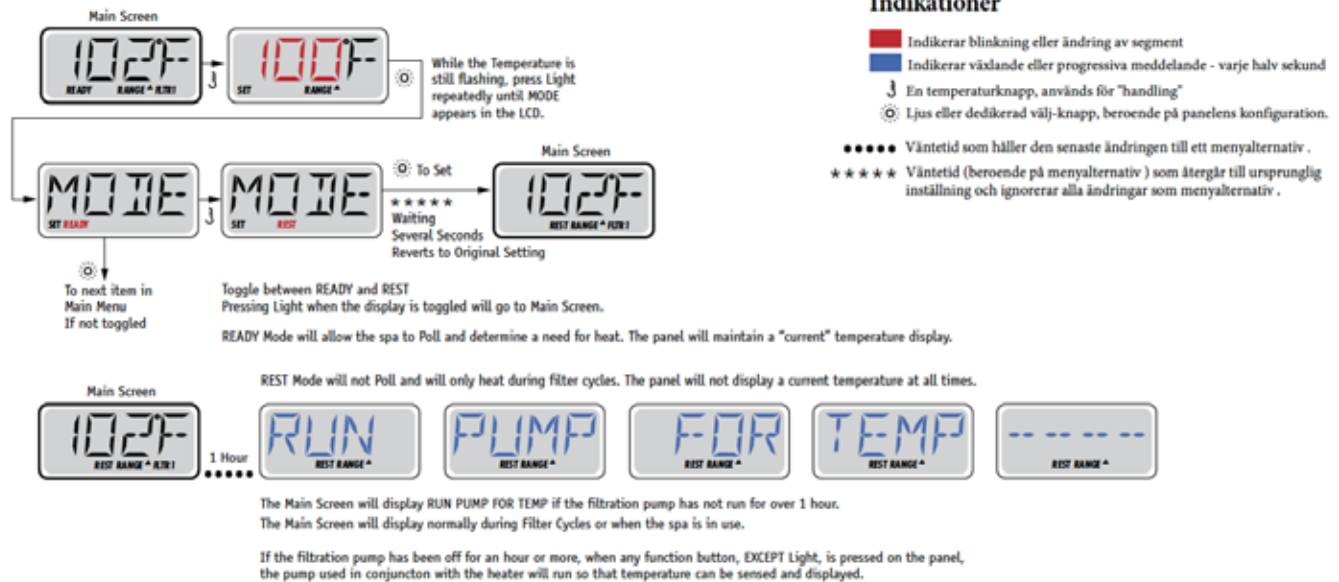 Main Screen
102°F
READY RANGE FLTR1
100°F
SET RANGE
While the Temperature is
still flashing, press Light
repeatedly until MODE
appears in the LCD.
Indikationer
Indikerar blinkning eller ändring av segment
Indikerar växlande eller progressiva meddelande - varje halv sekund
En temperaturknapp, används för "handling"
Ljus eller dedikerad välj-knapp, beroende på panelens konfiguration.
••••• Väntetid som håller den senaste ändringen till ett menyalternativ .
***** Väntetid (beroende på menyalternativ ) som återgår till ursprunglig
inställning och ignorerar alla ändringar som menyalternativ .
MODE
SET READY
MODE
SET REST
To Set
*****
Waiting
Several Seconds
Reverts to Original Setting
Main Screen
102°F
REST RANGE FLTR1
To next item in
Main Menu
If not toggled
Toggle between READY and REST
Pressing Light when the display is toggled will go to Main Screen.
READY Mode will allow the spa to Poll and determine a need for heat. The panel will maintain a "current" temperature display.
REST Mode will not Poll and will only heat during filter cycles. The panel will not display a current temperature at all times.
Main Screen
102°F
REST RANGE FLTR1
1 Hour
•••••
RUN
REST RANGE
PUMP
REST RANGE
FOR
REST RANGE
TEMP
REST RANGE
-- -- -- --
REST RANGE
The Main Screen will display RUN PUMP FOR TEMP if the filtration pump has not run for over 1 hour.
The Main Screen will display normally during Filter Cycles or when the spa is in use.
If the filtration pump has been off for an hour or more, when any function button, EXCEPT Light, is pressed on the panel,
the pump used in conjuncton with the heater will run so that temperature can be sensed and displayed.